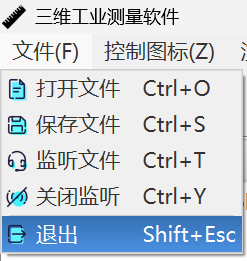 三维工业测量软件
文件(F) 控制图标(Z)
打开文件 Ctrl+O
保存文件 Ctrl+S
监听文件 Ctrl+T
关闭监听 Ctrl+Y
退出 Shift+Esc